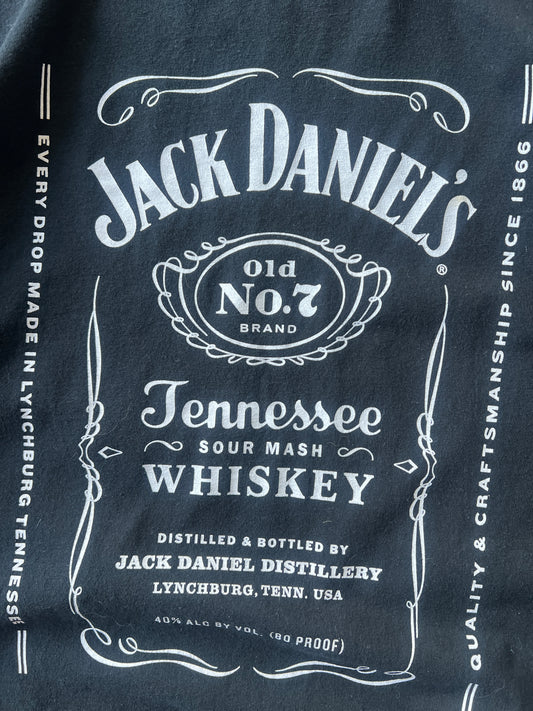 JACK DANIEL'S
®
Old
No.7
BRAND
Tennessee
SOUR MASH
WHISKEY
DISTILLED & BOTTLED BY
JACK DANIEL DISTILLERY
LYNCHBURG, TENN. USA
40% ALC BY VOL. (80 PROOF)
EVERY DROP MADE IN LYNCHBURG TENNESSE
QUALITY & CRAFTSMANSHIP SINCE 1866